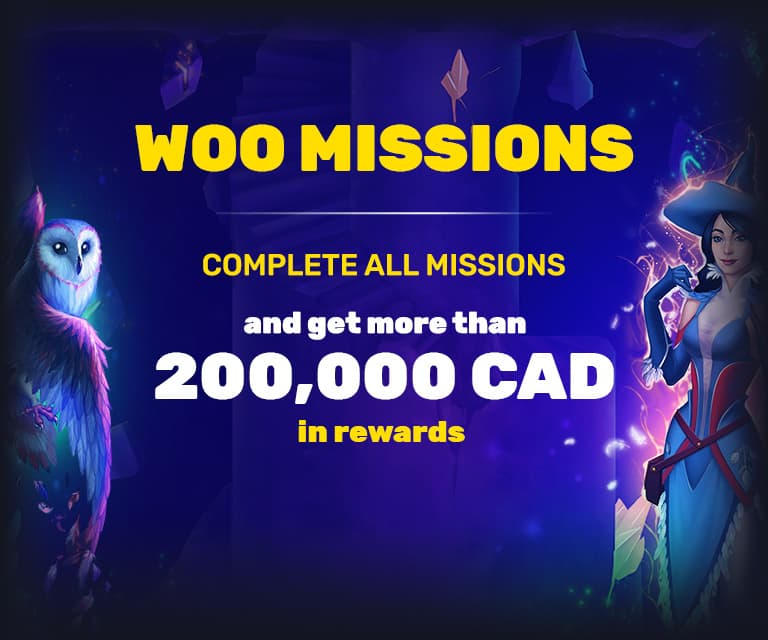 WOO MISSIONS
COMPLETE ALL MISSIONS
and get more than
200,000 CAD
in rewards